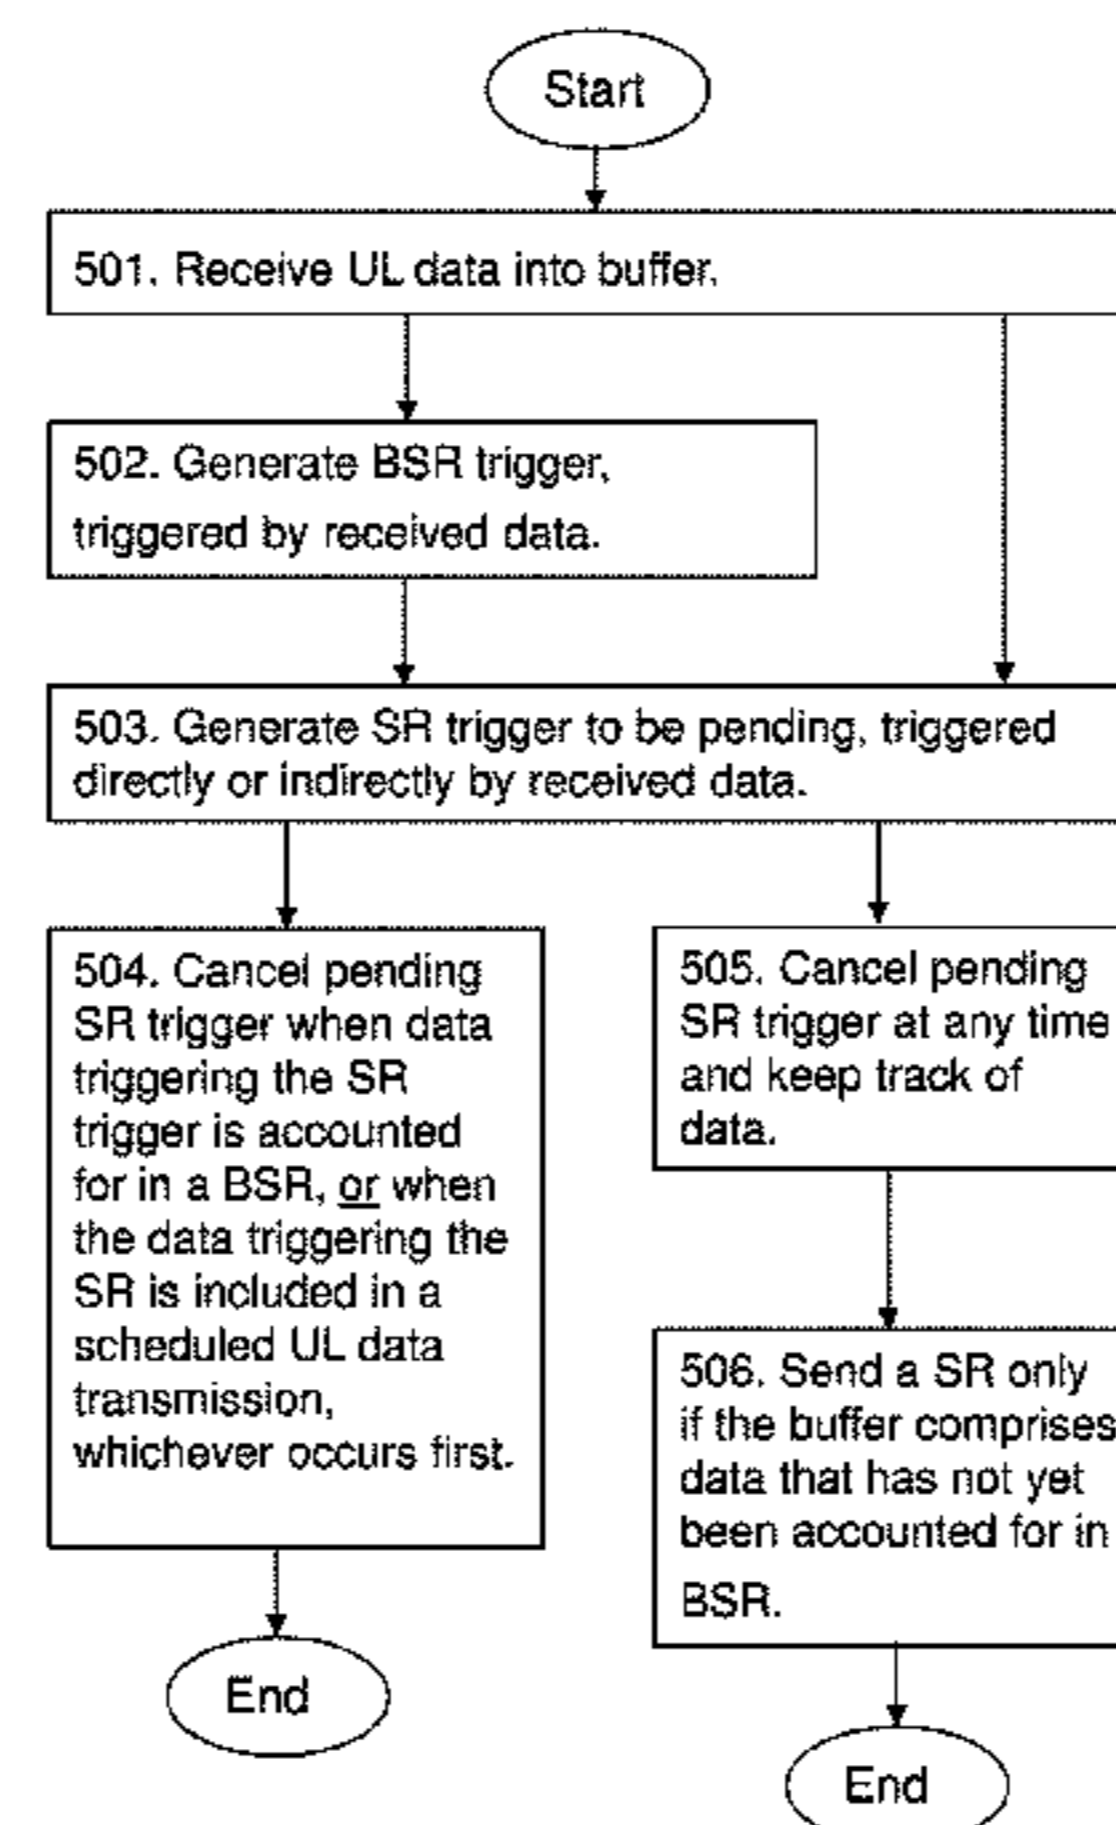 Start
501. Receive UL data into buffer.
502. Generate BSR trigger,
triggered by received data.
503. Generate SR trigger to be pending, triggered
directly or indirectly by received data.
504. Cancel pending
SR trigger when data
triggering the SR
trigger is accounted
for in a BSR, or when
the data triggering the
SR is included in a
scheduled UL data
transmission,
whichever occurs first.
End
505. Cancel pending
SR trigger at any time
and keep track of
data.
506. Send a SR only
if the buffer comprises
data that has not yet
been accounted for in
BSR.
End